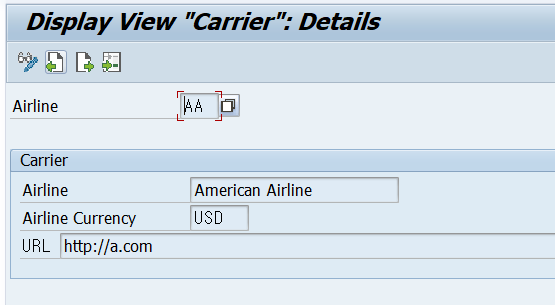 Display View "Carrier": Details
Airline AA
Carrier
Airline American Airline
Airline Currency USD
URL http://a.com